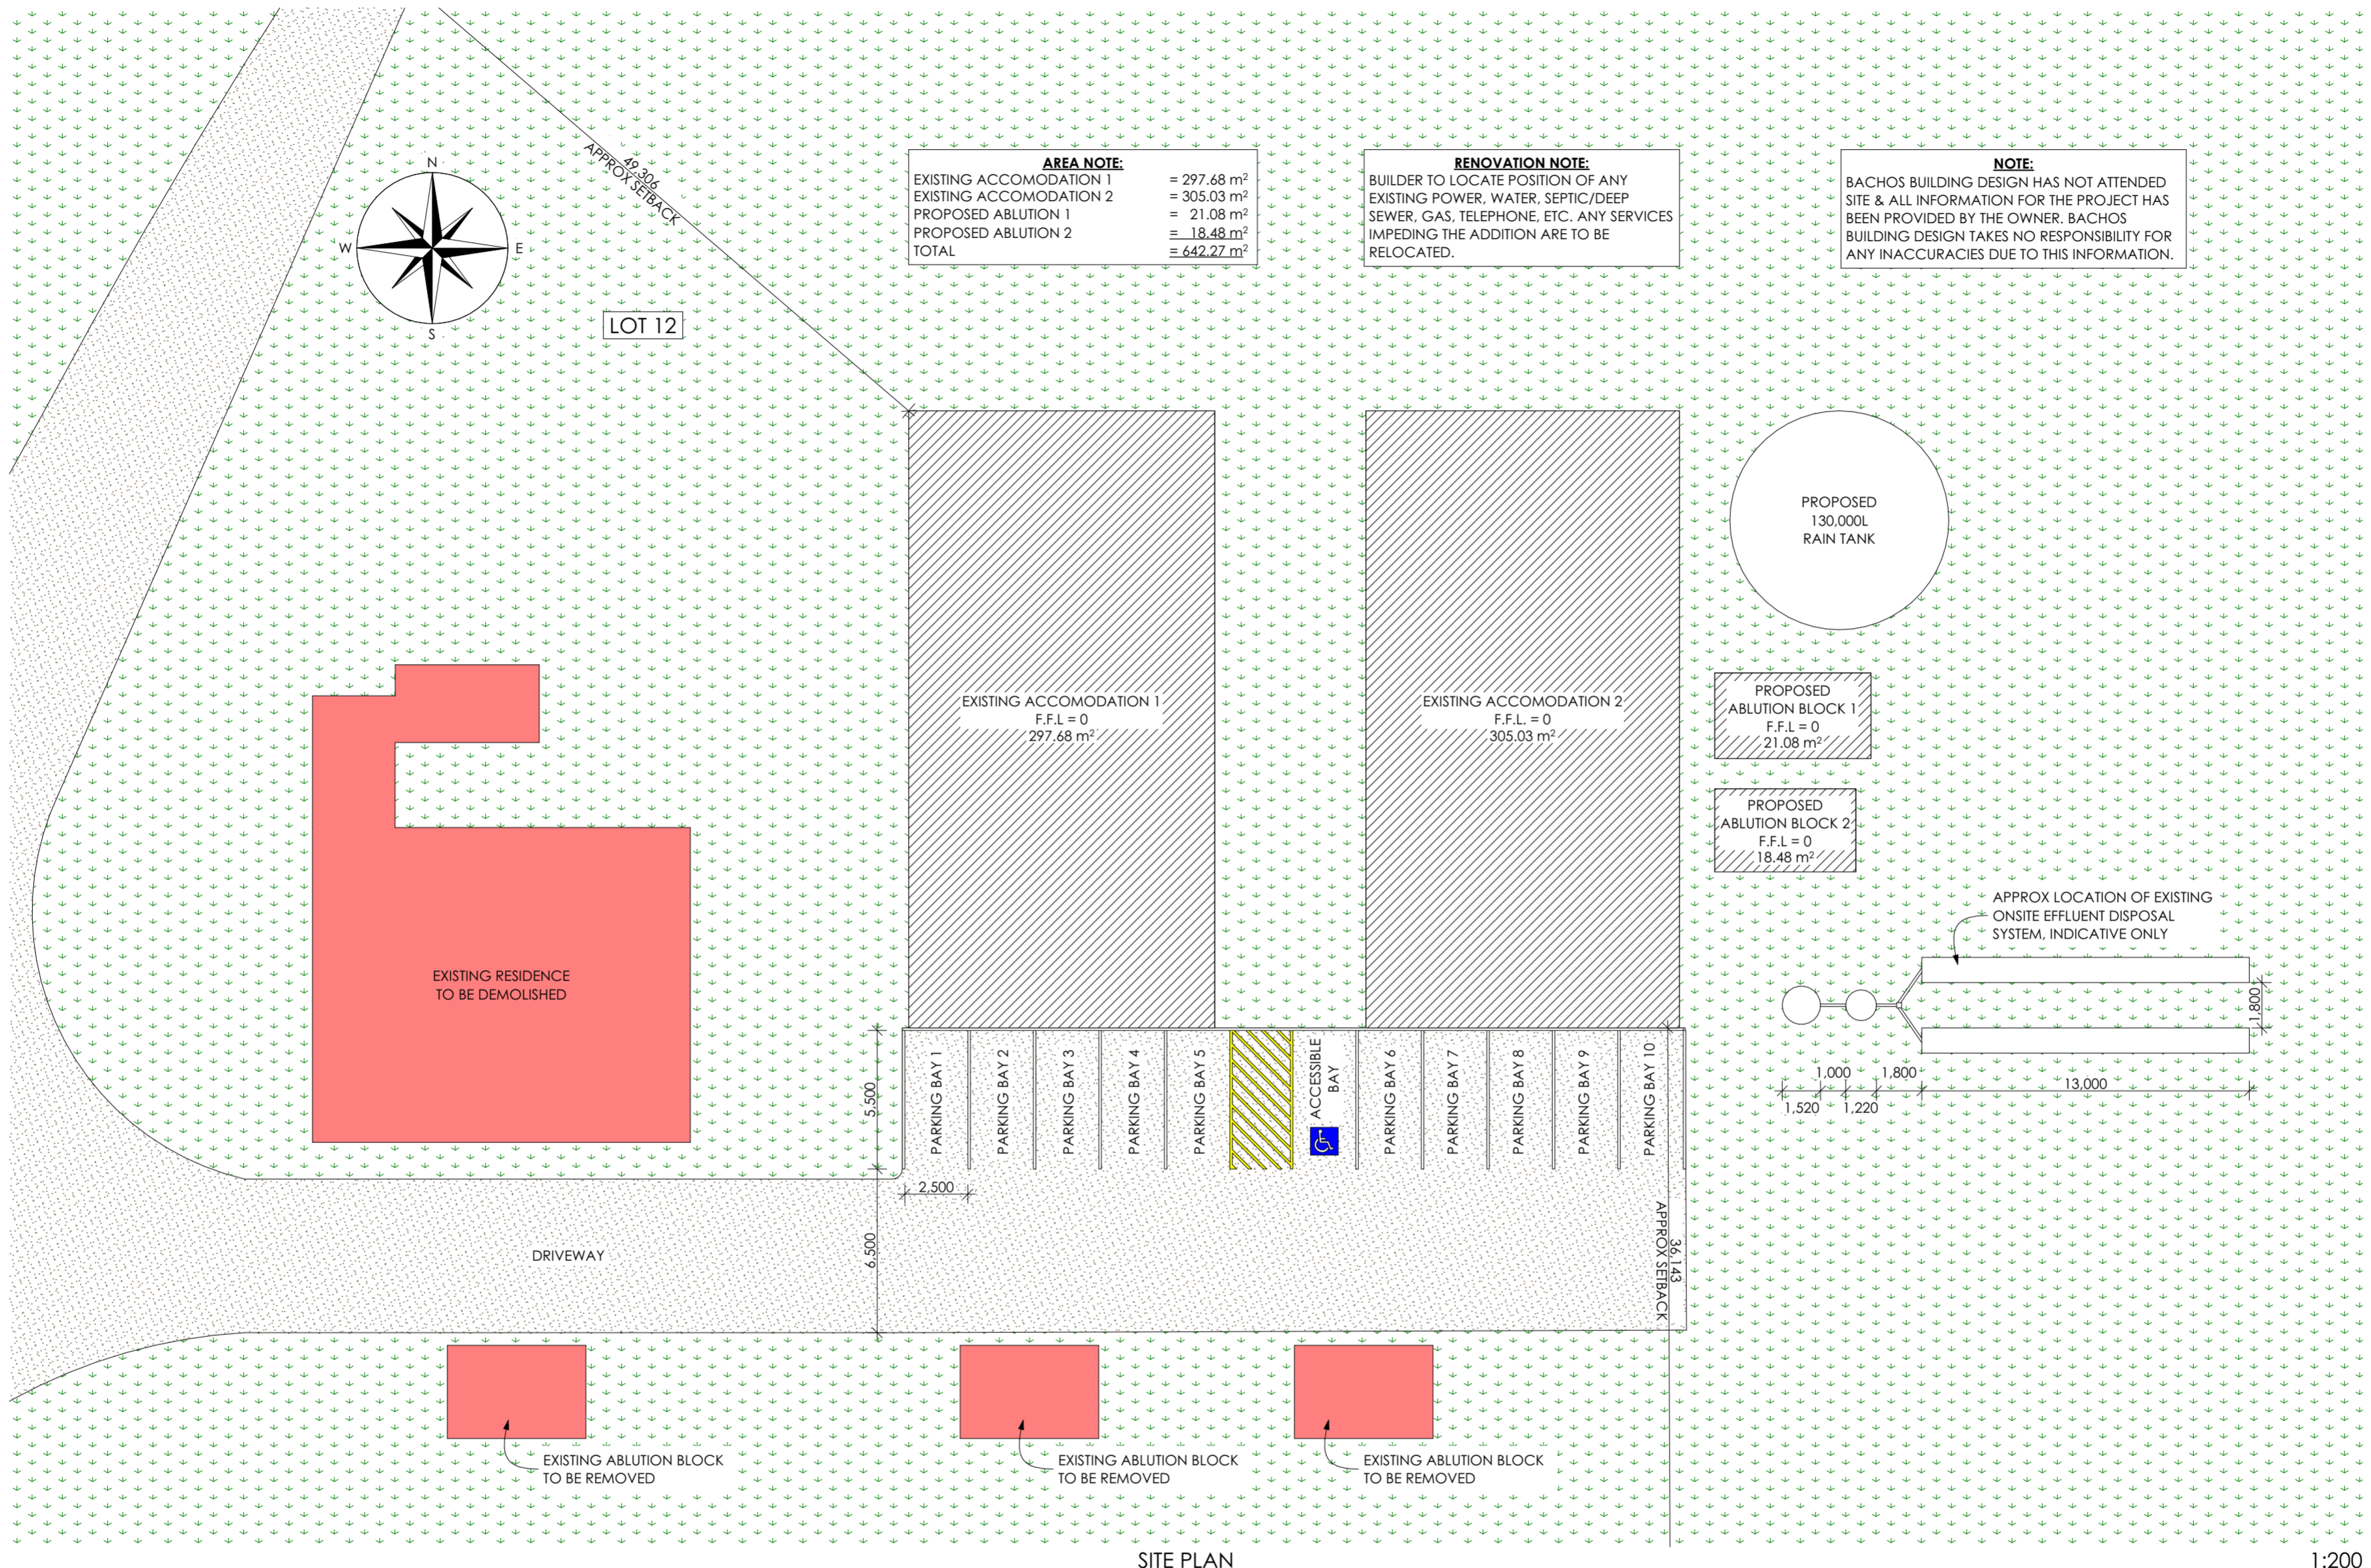 49,306
APPROX SETBACK
N
W
E
S
LOT 12
AREA NOTE:
EXISTING ACCOMODATION 1 = 297.68 m²
EXISTING ACCOMODATION 2 = 305.03 m²
PROPOSED ABLUTION 1 = 21.08 m²
PROPOSED ABLUTION 2 = 18.48 m²
TOTAL = 642.27 m²
RENOVATION NOTE:
BUILDER TO LOCATE POSITION OF ANY
EXISTING POWER, WATER, SEPTIC/DEEP
SEWER, GAS, TELEPHONE, ETC. ANY SERVICES
IMPEDING THE ADDITION ARE TO BE
RELOCATED.
NOTE:
BACHOS BUILDING DESIGN HAS NOT ATTENDED
SITE & ALL INFORMATION FOR THE PROJECT HAS
BEEN PROVIDED BY THE OWNER. BACHOS
BUILDING DESIGN TAKES NO RESPONSIBILITY FOR
ANY INACCURACIES DUE TO THIS INFORMATION.
PROPOSED
130,000L
RAIN TANK
EXISTING ACCOMODATION 1
F.F.L = 0
297.68 m²
EXISTING ACCOMODATION 2
F.F.L. = 0
305.03 m²
PROPOSED
ABLUTION BLOCK 1
F.F.L = 0
21.08 m²
PROPOSED
ABLUTION BLOCK 2
F.F.L = 0
18.48 m²
APPROX LOCATION OF EXISTING
ONSITE EFFLUENT DISPOSAL
SYSTEM, INDICATIVE ONLY
EXISTING RESIDENCE
TO BE DEMOLISHED
1,800
1,000
1,800
13,000
1,520
1,220
5,500
PARKING BAY 1
PARKING BAY 2
PARKING BAY 3
PARKING BAY 4
PARKING BAY 5
ACCESSIBLE
BAY
PARKING BAY 6
PARKING BAY 7
PARKING BAY 8
PARKING BAY 9
PARKING BAY 10
2,500
6,500
DRIVEWAY
36,143
APPROX SETBACK
EXISTING ABLUTION BLOCK
TO BE REMOVED
EXISTING ABLUTION BLOCK
TO BE REMOVED
EXISTING ABLUTION BLOCK
TO BE REMOVED
SITE PLAN
1:200